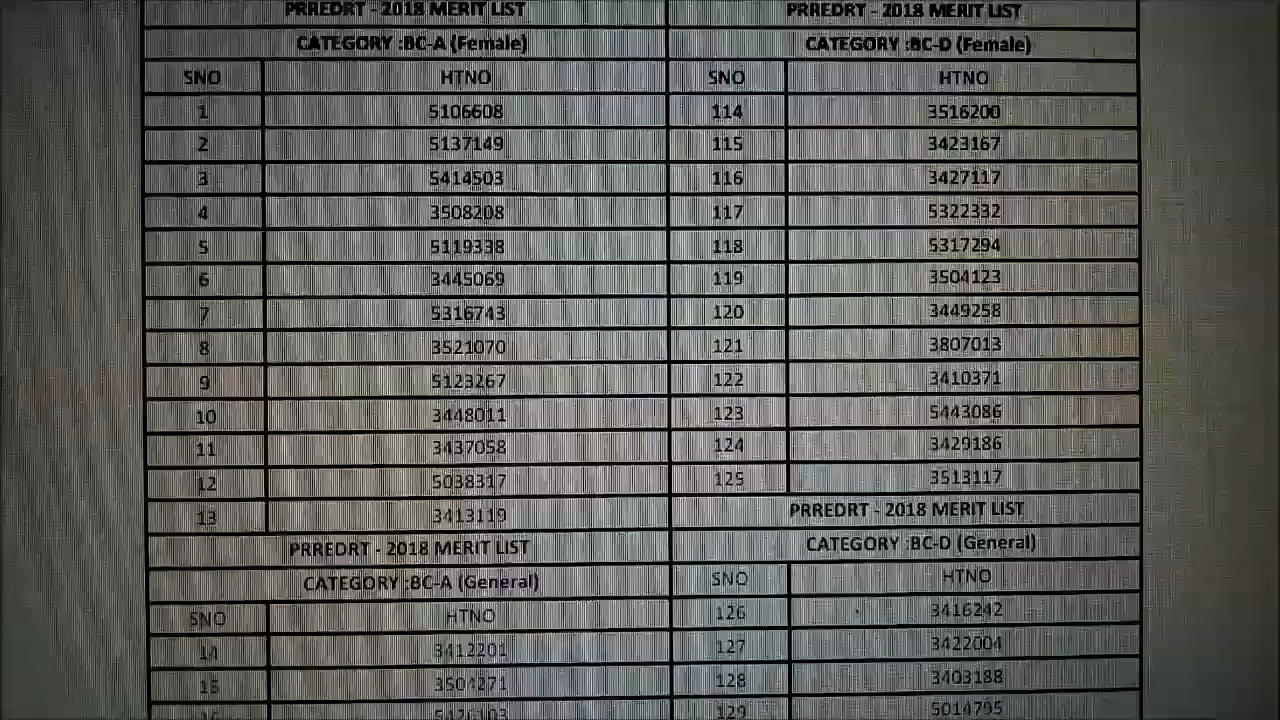 PRREDRT - 2018 MERIT LIST
CATEGORY :BC-A (Female)
SNO HTNO
1 5106608
2 5137149
3 5414503
4 3508208
5 5119338
6 3445069
7 5316743
8 3521070
9 5123267
10 3448011
11 3437058
12 5038317
13 3413119
PRREDRT - 2018 MERIT LIST
CATEGORY :BC-A (General)
SNO HTNO
14 3412201
15 3504271
PRREDRT - 2018 MERIT LIST
CATEGORY :BC-D (Female)
SNO HTNO
114 3516200
115 3423167
116 3427117
117 5322332
118 5317294
119 3504123
120 3449258
121 3807013
122 3410371
123 5443086
124 3429186
125 3513117
PRREDRT - 2018 MERIT LIST
CATEGORY :BC-D (General)
SNO HTNO
126 3416242
127 3422004
128 3403188
129 5014795